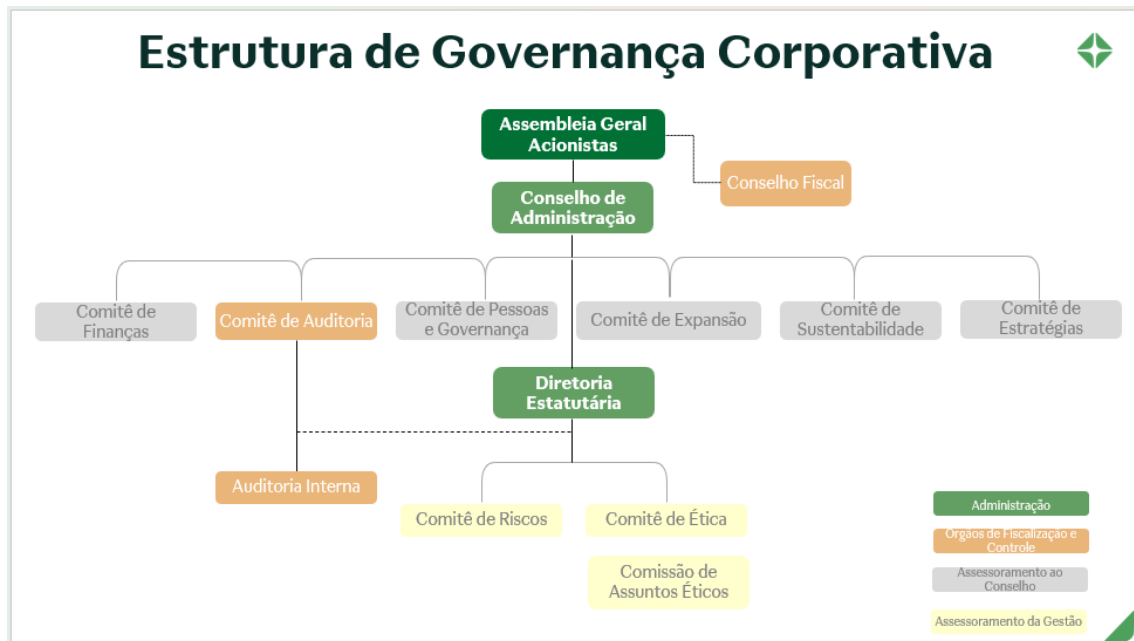 Estrutura de Governança Corporativa
Assembleia Geral
Acionistas
Conselho Fiscal
Conselho de
Administração
Comitê de
Finanças
Comitê de Auditoria
Comitê de Pessoas
e Governança
Comitê de Expansão
Comitê de
Sustentabilidade
Comitê de
Estratégias
Diretoria
Estatutária
Auditoria Interna
Comitê de Riscos
Comitê de Ética
Comissão de
Assuntos Éticos
Administração
Órgãos de Fiscalização e
Controle
Assessoramento ao
Conselho
Assessoramento da Gestão